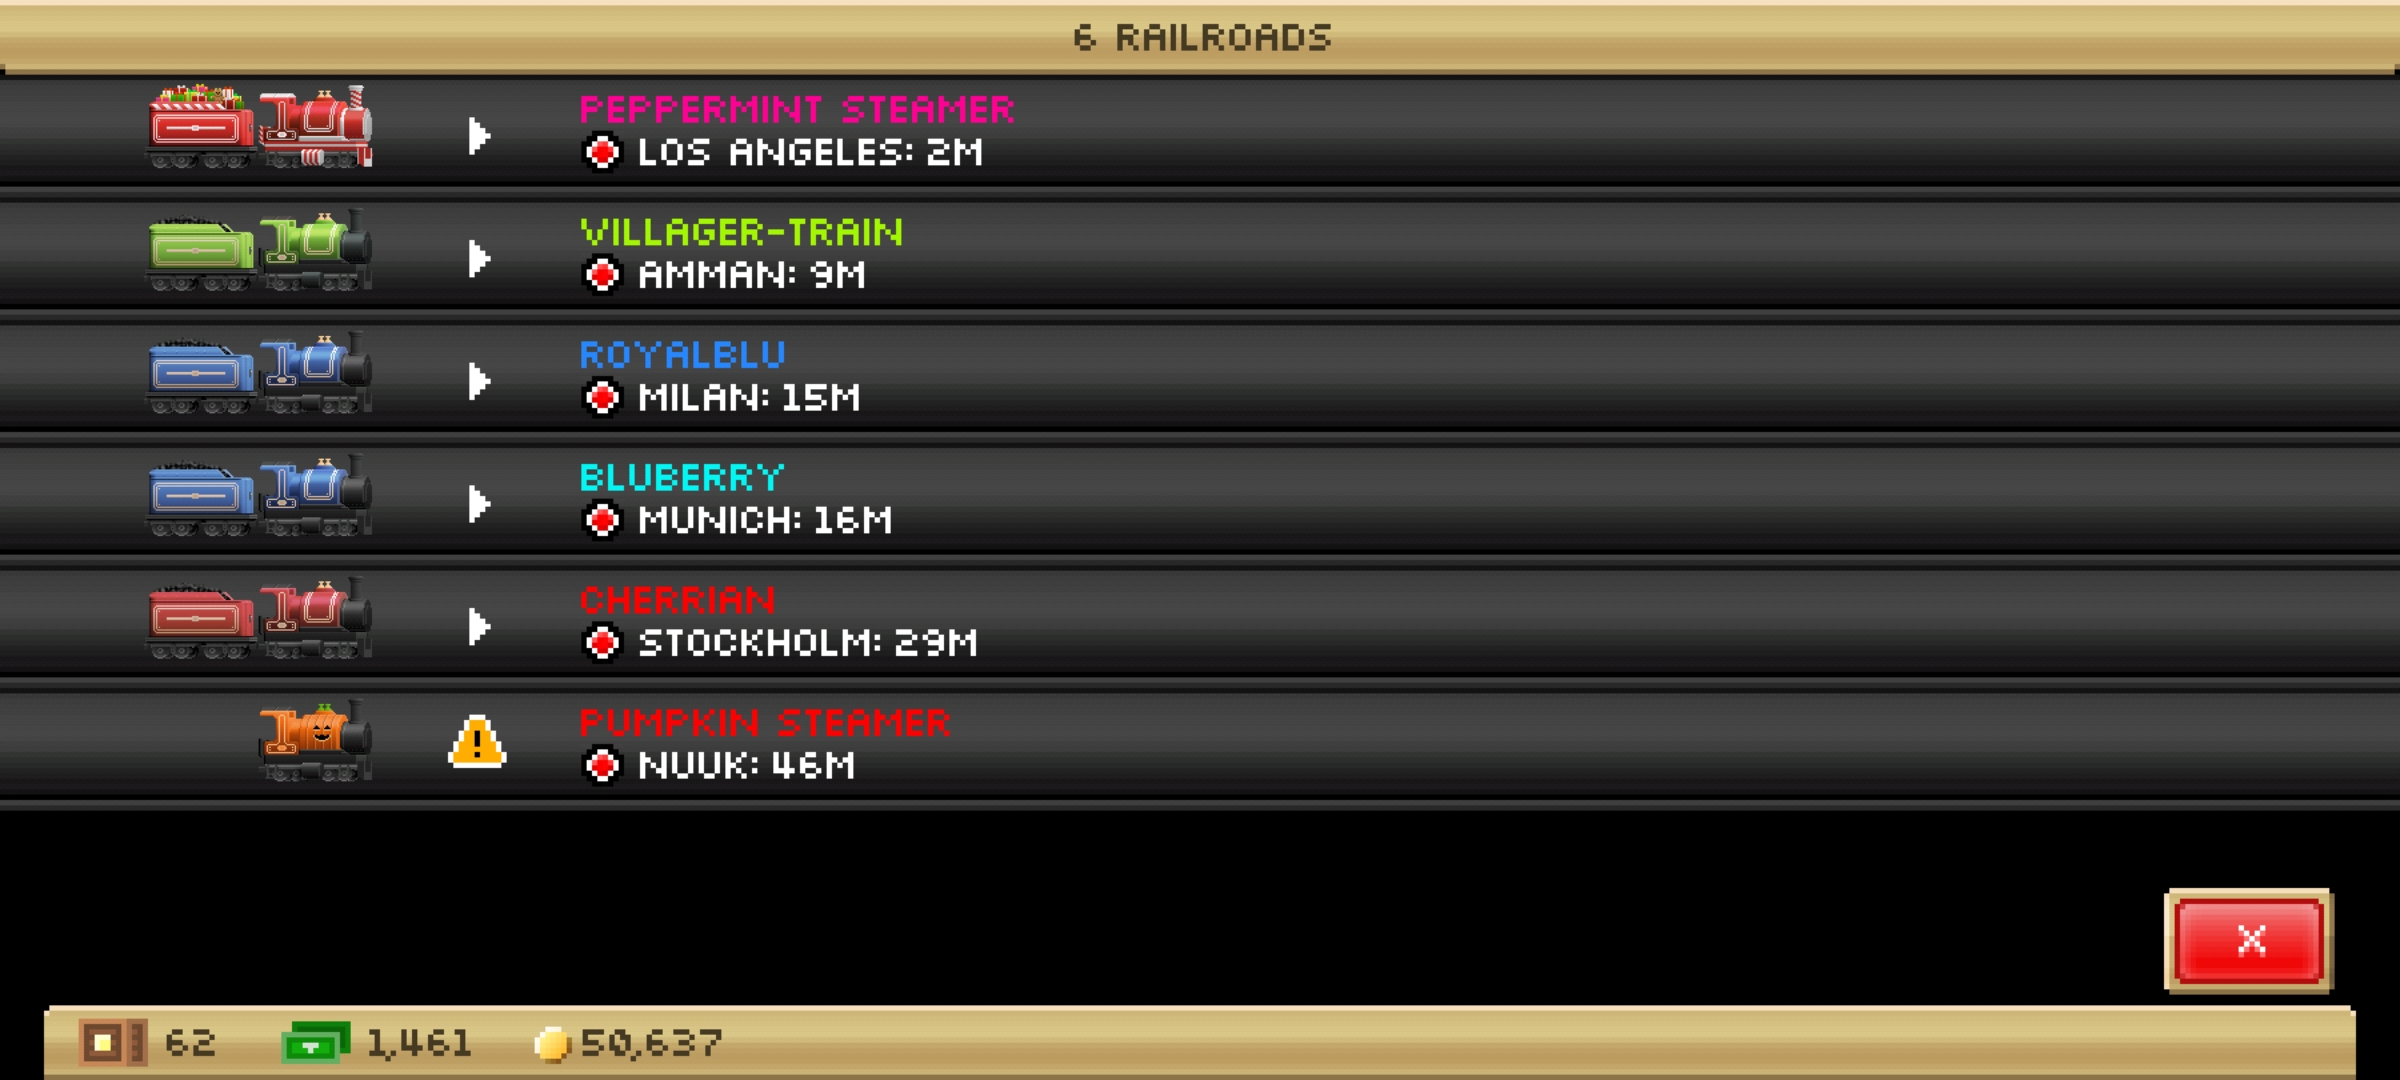 6 RAILROADS
PEPPERMINT STEAMER
LOS ANGELES: 2M
VILLAGER-TRAIN
AMMAN: 9M
ROYALBLU
MILAN: 15M
BLUBERRY
MUNICH: 16M
CHERRIAN
STOCKHOLM: 29M
PUMPKIN STEAMER
NUUK: 46M
X
62 1,461 50,637